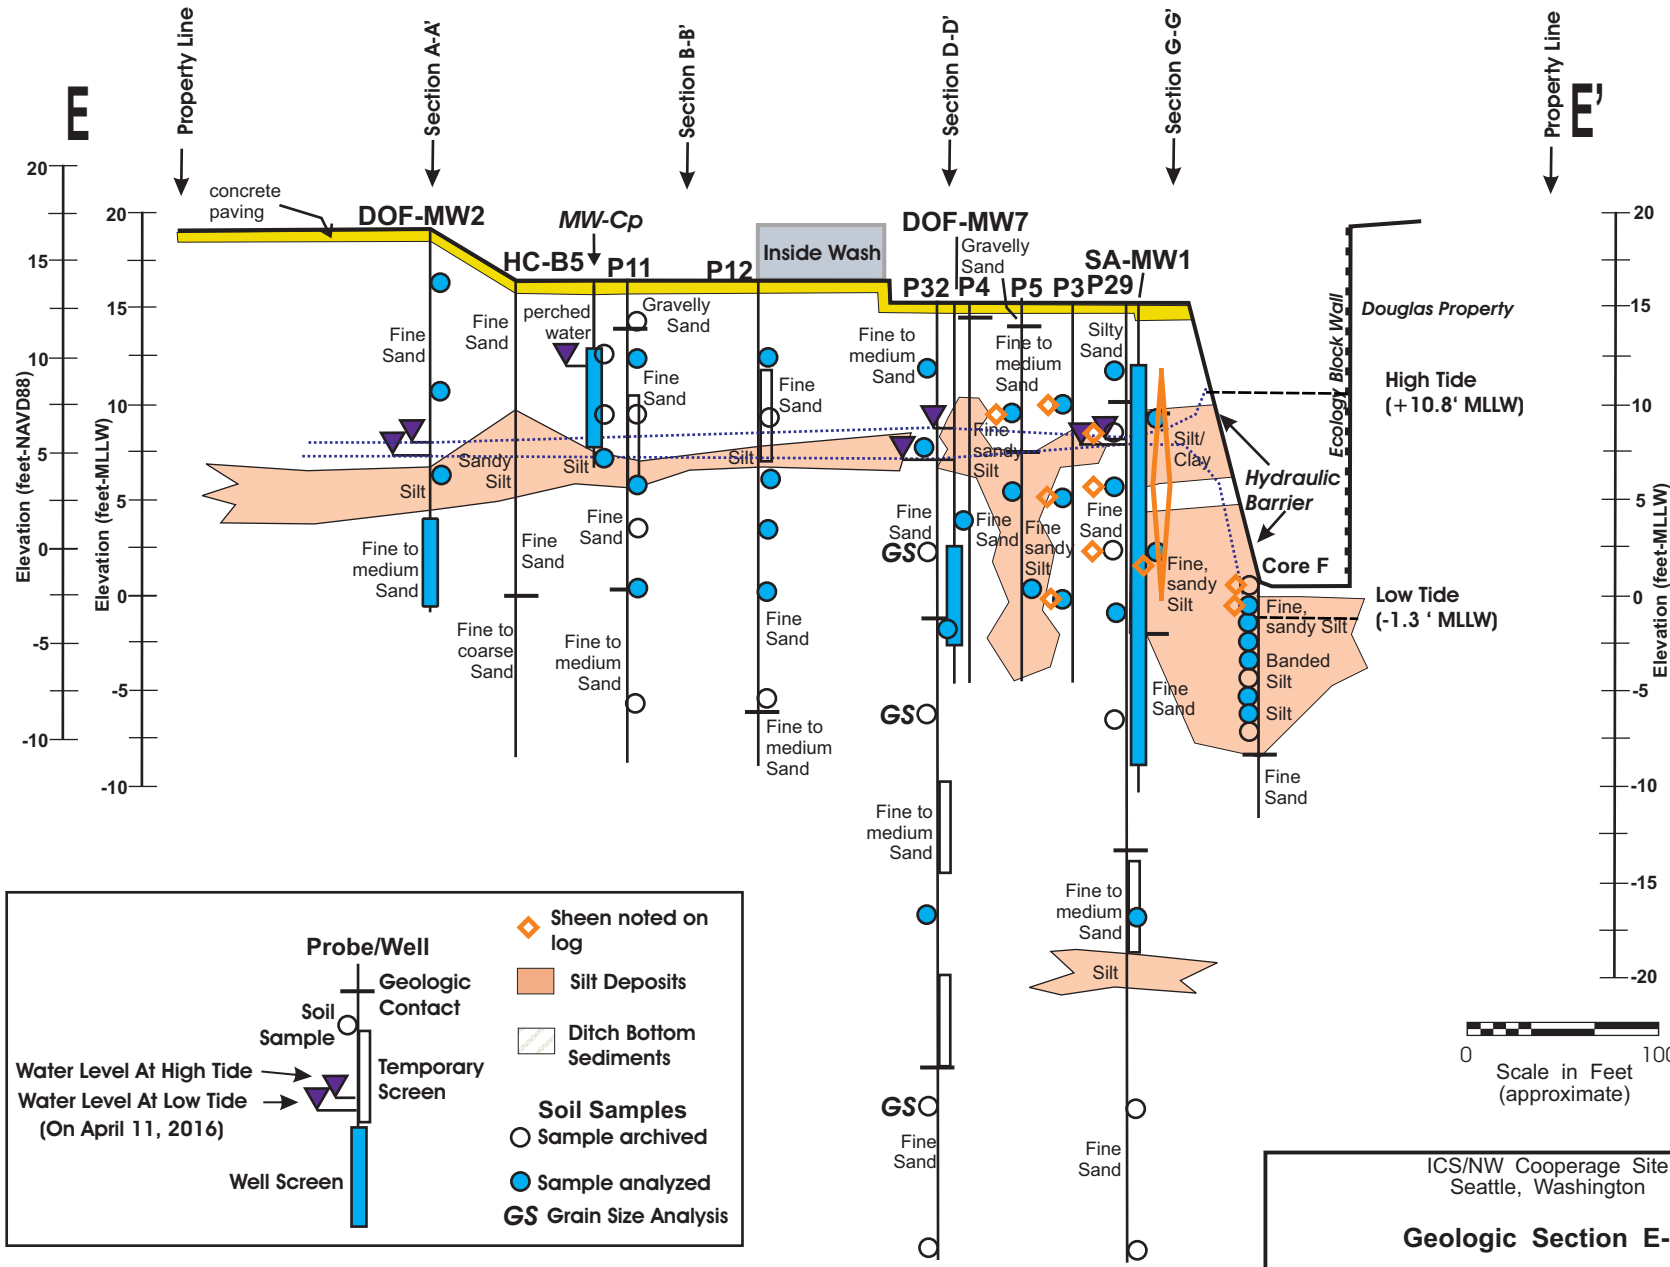 E
Property Line
Section A-A'
Section B-B'
Section D-D'
Section G-G'
Property Line
E'
Elevation (feet-NAVD88)
20
15
10
5
0
-5
-10
Elevation (feet-MLLW)
20
15
10
5
0
-5
-10
concrete
paving
DOF-MW2
HC-B5
MW-Cp
P11
P12
Inside Wash
DOF-MW7
P32
P4
Gravelly
Sand
P5
P3
P29
SA-MW1
Fine
Sand
Fine
Sand
perched
water
Gravelly
Sand
Fine
Sand
Fine
Sand
Fine to
medium
Sand
Fine to
medium
Sand
Silty
Sand
Ecology Block Wall
Douglas Property
High Tide
(+10.8' MLLW)
Silt
Sandy
Silt
Silt
Silt
Fine
sandy
Silt
Silt/
Clay
Hydraulic
Barrier
Fine to
medium
Sand
Fine
Sand
Fine
Sand
Fine
Sand
GS
Fine
Sand
Fine
sandy
Silt
Fine
Sand
Fine,
sandy
Silt
Core F
Low Tide
(-1.3 ' MLLW)
Fine to
coarse
Sand
Fine to
medium
Sand
Fine
Sand
Fine to
medium
Sand
GS
Fine
Sand
Fine,
sandy Silt
Banded
Silt
Silt
Fine
Sand
Fine to
medium
Sand
Fine to
medium
Sand
Silt
GS
Fine
Sand
Fine
Sand
20
15
10
5
0
-5
-10
-15
-20
Elevation (feet-MLLW)
Probe/Well
Geologic
Contact
Soil
Sample
Temporary
Screen
Water Level At High Tide
Water Level At Low Tide
(On April 11, 2016)
Well Screen
Sheen noted on
log
Silt Deposits
Ditch Bottom
Sediments
Soil Samples
Sample archived
Sample analyzed
GS Grain Size Analysis
0 100
Scale in Feet
(approximate)
ICS/NW Cooperage Site
Seattle, Washington
Geologic Section E-